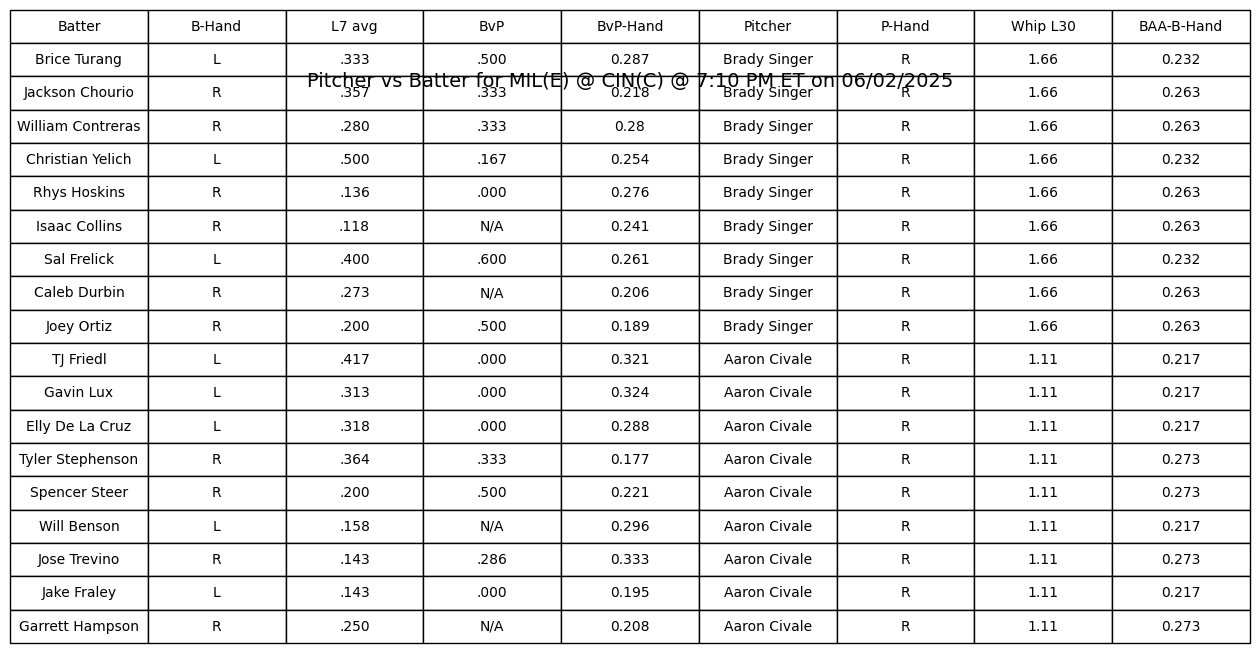 Batter B-Hand L7 avg BvP BvP-Hand Pitcher P-Hand Whip L30 BAA-B-Hand
Brice Turang L .333 .500 0.287 Brady Singer R 1.66 0.232
Pitcher vs Batter for MIL(E) @ CIN(C) @ 7:10 PM ET on 06/02/2025
Jackson Chourio R .357 .333 0.218 Brady Singer R 1.66 0.263
William Contreras R .280 .333 0.28 Brady Singer R 1.66 0.263
Christian Yelich L .500 .167 0.254 Brady Singer R 1.66 0.232
Rhys Hoskins R .136 .000 0.276 Brady Singer R 1.66 0.263
Isaac Collins R .118 N/A 0.241 Brady Singer R 1.66 0.263
Sal Frelick L .400 .600 0.261 Brady Singer R 1.66 0.232
Caleb Durbin R .273 N/A 0.206 Brady Singer R 1.66 0.263
Joey Ortiz R .200 .500 0.189 Brady Singer R 1.66 0.263
TJ Friedl L .417 .000 0.321 Aaron Civale R 1.11 0.217
Gavin Lux L .313 .000 0.324 Aaron Civale R 1.11 0.217
Elly De La Cruz L .318 .000 0.288 Aaron Civale R 1.11 0.217
Tyler Stephenson R .364 .333 0.177 Aaron Civale R 1.11 0.273
Spencer Steer R .200 .500 0.221 Aaron Civale R 1.11 0.273
Will Benson L .158 N/A 0.296 Aaron Civale R 1.11 0.217
Jose Trevino R .143 .286 0.333 Aaron Civale R 1.11 0.273
Jake Fraley L .143 .000 0.195 Aaron Civale R 1.11 0.217
Garrett Hampson R .250 N/A 0.208 Aaron Civale R 1.11 0.273